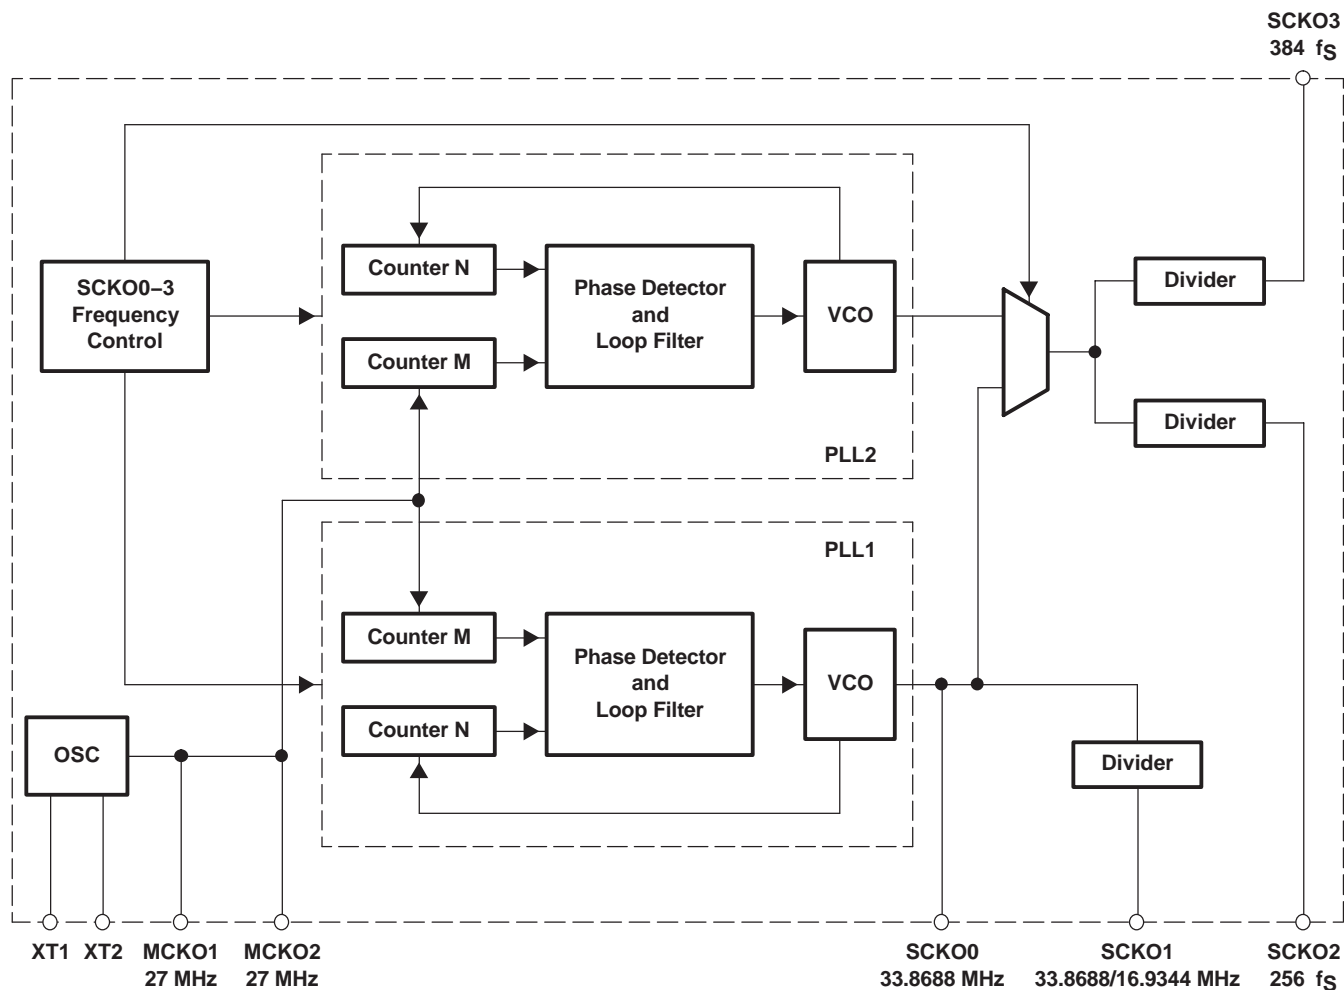 SCKO3
384 fS
SCKO0–3
Frequency
Control
Counter N
Counter M
Phase Detector
and
Loop Filter
VCO
PLL2
Divider
Divider
PLL1
Counter M
Counter N
Phase Detector
and
Loop Filter
VCO
OSC
Divider
XT1
XT2
MCKO1
27 MHz
MCKO2
27 MHz
SCKO0
33.8688 MHz
SCKO1
33.8688/16.9344 MHz
SCKO2
256 fS